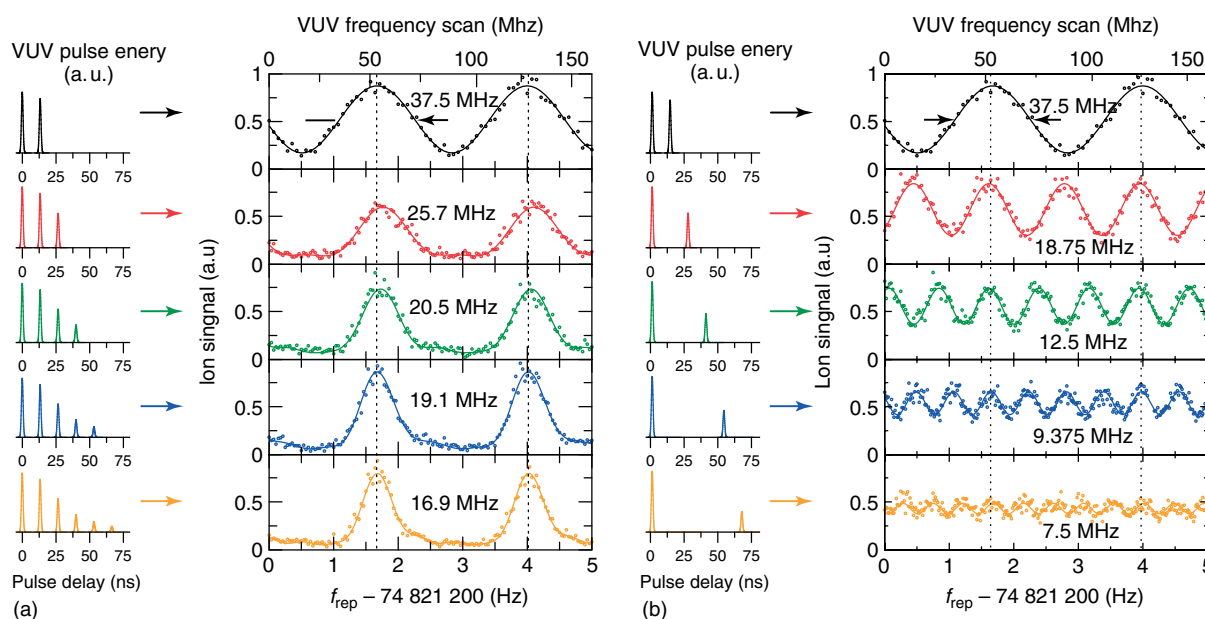 VUV frequency scan (Mhz)
VUV pulse enery
(a. u.)
0 50 100 150
1
0.5
0
37.5 MHz
0 25 50 75
25.7 MHz
0.5
0
0 25 50 75
20.5 MHz
0.5
0
0 25 50 75
19.1 MHz
0.5
0
0 25 50 75
16.9 MHz
0.5
0
0 25 50 75
Ion singnal (a.u)
Pulse delay (ns)
0 1 2 3 4 5
f rep – 74 821 200 (Hz)
(a)
VUV frequency scan (Mhz)
VUV pulse enery
(a. u.)
0 50 100 150
1
0.5
0
37.5 MHz
0 25 50 75
0.5
0
18.75 MHz
0 25 50 75
0.5
0
12.5 MHz
0 25 50 75
0.5
0
9.375 MHz
0 25 50 75
0.5
0
7.5 MHz
0 25 50 75
Lon singnal (a.u)
Pulse delay (ns)
0 1 2 3 4 5
f rep – 74 821 200 (Hz)
(b)